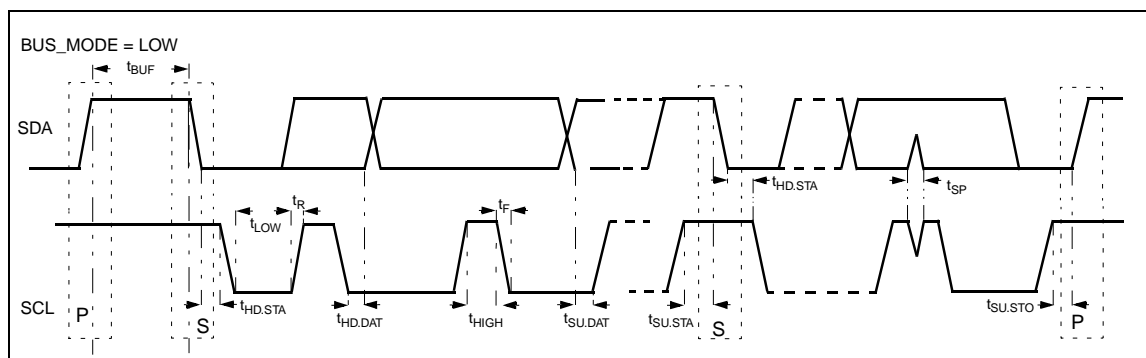 BUS_MODE = LOW
tBUF
SDA
tHD.STA
tSP
tR
tF
tLOW
SCL
P
S
tHD.STA
tHD.DAT
tHIGH
tSU.DAT
tSU.STA
S
tSU.STO
P